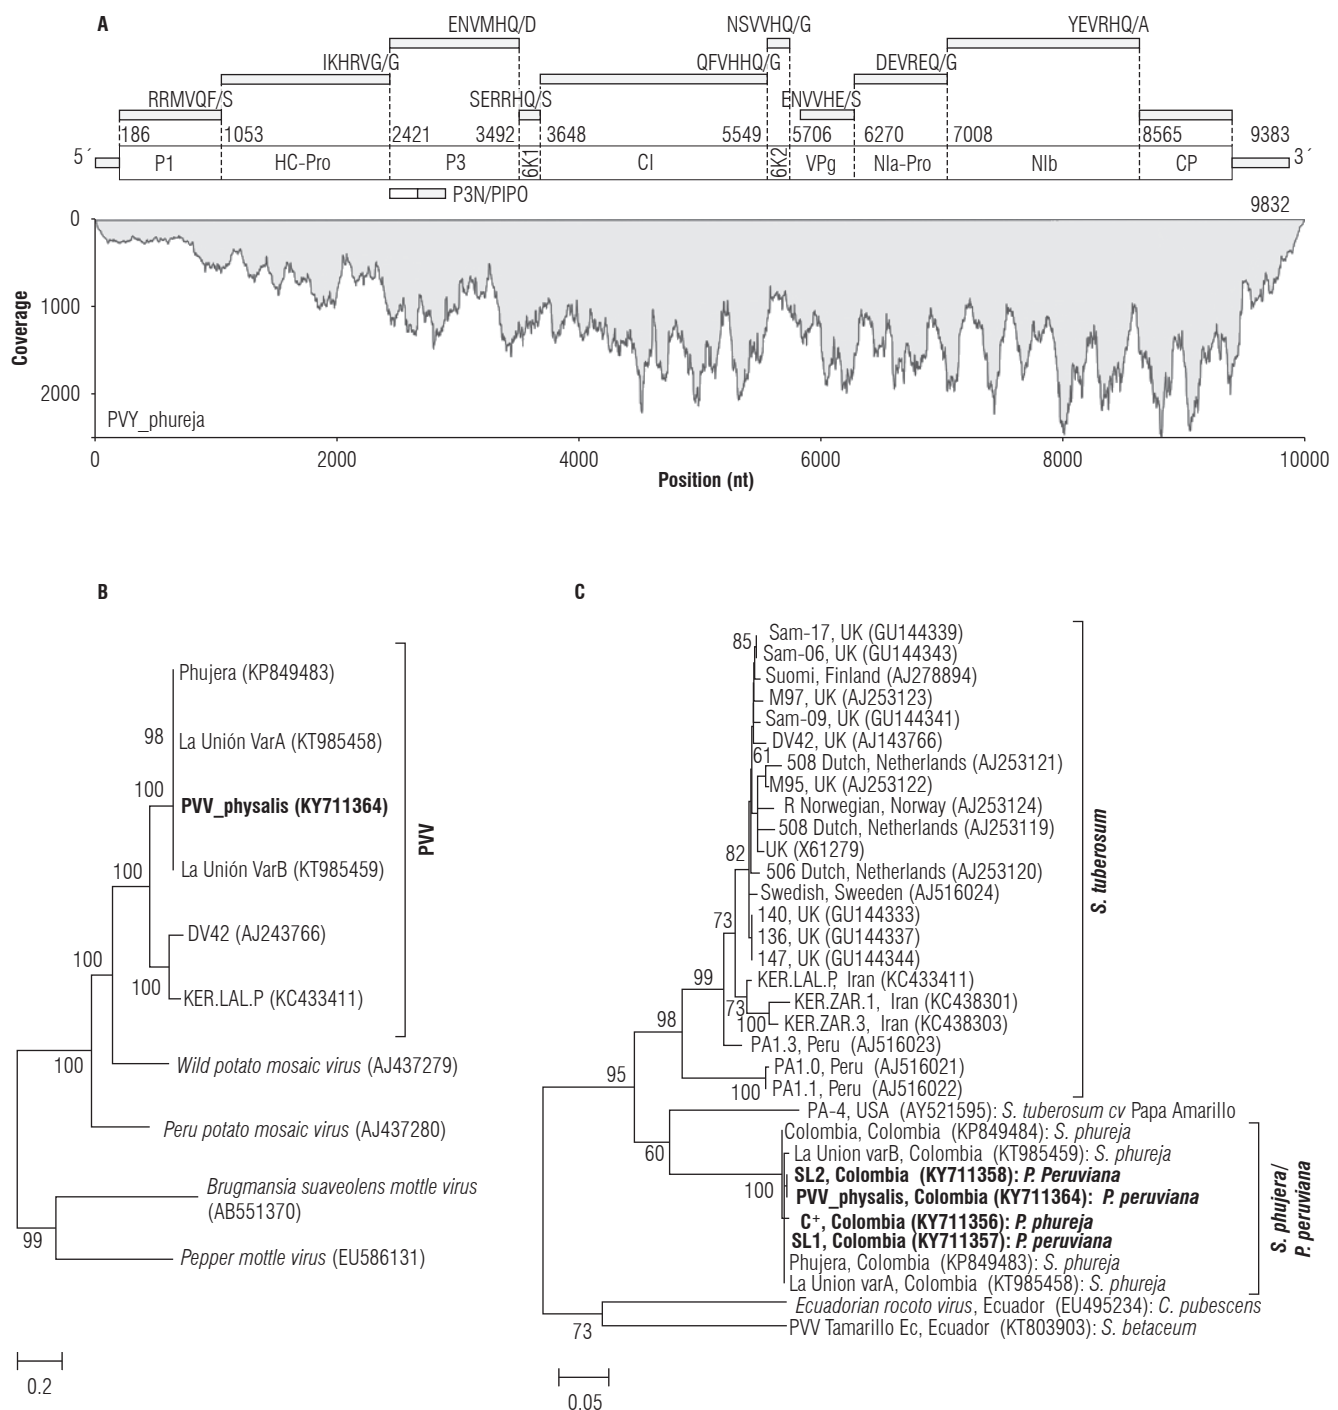 A
ENVMHQ/D NSVVHQ/G YEVRHQ/A
IKHRVG/G QFVHHQ/G DEVREQ/G
RRMVQF/S SERRHQ/S ENVVHE/S
186 1053 2421 3492 3648 5549 5706 6270 7008 8565 9383
5´ P1 HC-Pro P3 6K1 CI 6K2 VPg NIa-Pro NIb CP 3´
P3N/PIPO
9832
0
1000
2000
Coverage
PVY_phureja
0 2000 4000 6000 8000 10000
Position (nt)
B
Phujera (KP849483)
98
La Unión VarA (KT985458)
100
PVV_physalis (KY711364)
PVV
La Unión VarB (KT985459)
100
DV42 (AJ243766)
100
100
KER.LAL.P (KC433411)
100
Wild potato mosaic virus (AJ437279)
Peru potato mosaic virus (AJ437280)
Brugmansia suaveolens mottle virus
(AB551370)
99
Pepper mottle virus (EU586131)
0.2
C
85
Sam-17, UK (GU144339)
Sam-06, UK (GU144343)
Suomi, Finland (AJ278894)
M97, UK (AJ253123)
Sam-09, UK (GU144341)
DV42, UK (AJ143766)
61
508 Dutch, Netherlands (AJ253121)
M95, UK (AJ253122)
R Norwegian, Norway (AJ253124)
508 Dutch, Netherlands (AJ253119)
82
UK (X61279)
506 Dutch, Netherlands (AJ253120)
Swedish, Sweeden (AJ516024)
73
140, UK (GU144333)
136, UK (GU144337)
147, UK (GU144344)
99
KER.LAL.P, Iran (KC433411)
73
KER.ZAR.1, Iran (KC438301)
98
100
KER.ZAR.3, Iran (KC438303)
PA1.3, Peru (AJ516023)
95
PA1.0, Peru (AJ516021)
100
PA1.1, Peru (AJ516022)
S. tuberosum
PA-4, USA (AY521595): S. tuberosum cv Papa Amarillo
Colombia, Colombia (KP849484): S. phureja
60
La Union varB, Colombia (KT985459): S. phureja
SL2, Colombia (KY711358): P. Peruviana
100
PVV_physalis, Colombia (KY711364): P. peruviana
C+, Colombia (KY711356): P. phureja
SL1, Colombia (KY711357): P. peruviana
Phujera, Colombia (KP849483): S. phureja
La Union varA, Colombia (KT985458): S. phureja
S. phujera/
P. peruviana
Ecuadorian rocoto virus, Ecuador (EU495234): C. pubescens
73
PVV Tamarillo Ec, Ecuador (KT803903): S. betaceum
0.05